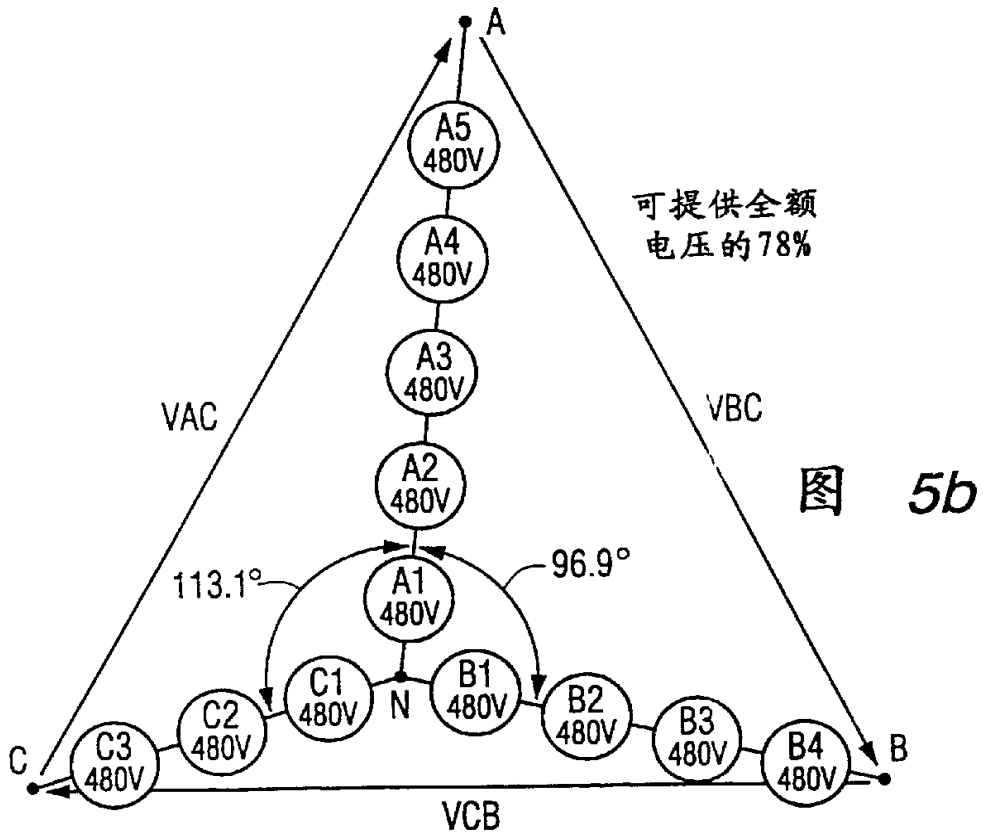 A
A5
480V
可提供全额
电压的78%
A4
480V
A3
480V
VAC
VBC
A2
480V
图 5b
113.1°
96.9°
A1
480V
C1
480V
N
B1
480V
C2
480V
B2
480V
C3
480V
B3
480V
C
B4
480V
B
VCB